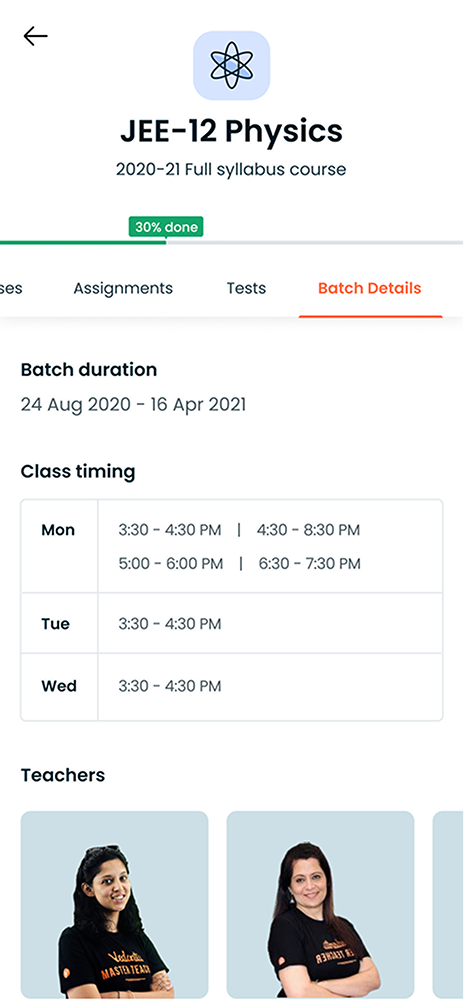 JEE-12 Physics
2020-21 Full syllabus course
30% done
ses Assignments Tests Batch Details
Batch duration
24 Aug 2020 - 16 Apr 2021
Class timing
Mon 3:30 - 4:30 PM | 4:30 - 8:30 PM
5:00 - 6:00 PM | 6:30 - 7:30 PM
Tue 3:30 - 4:30 PM
Wed 3:30 - 4:30 PM
Teachers
Vedantu
MASTER TEACH
ER TEACHER